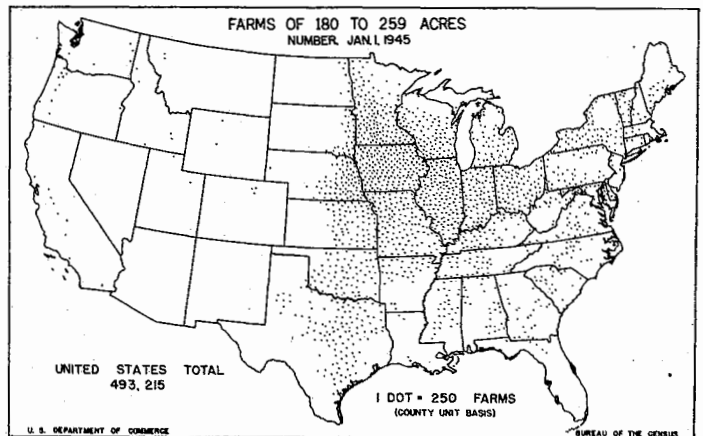 FARMS OF 180 TO 259 ACRES
NUMBER, JAN. 1, 1945
UNITED STATES TOTAL
493,215
1 DOT = 250 FARMS
(COUNTY UNIT BASIS)
U. S. DEPARTMENT OF COMMERCE
BUREAU OF THE CENSUS